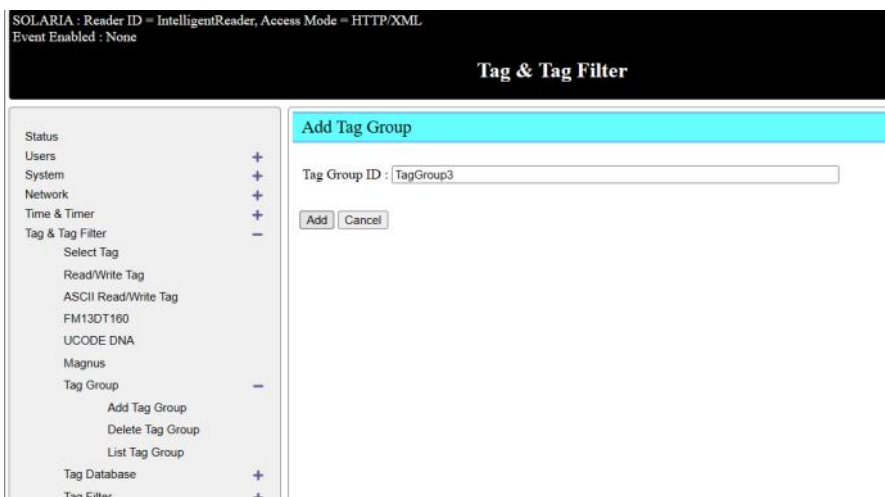 SOLARIA : Reader ID = IntelligentReader, Access Mode = HTTP/XML
Event Enabled : None
Tag & Tag Filter
Status
Users +
System +
Network +
Time & Timer +
Tag & Tag Filter −
Select Tag
Read/Write Tag
ASCII Read/Write Tag
FM13DT160
UCODE DNA
Magnus
Tag Group −
Add Tag Group
Delete Tag Group
List Tag Group
Tag Database +
Tag Filter +
Add Tag Group
Tag Group ID : TagGroup3
Add Cancel